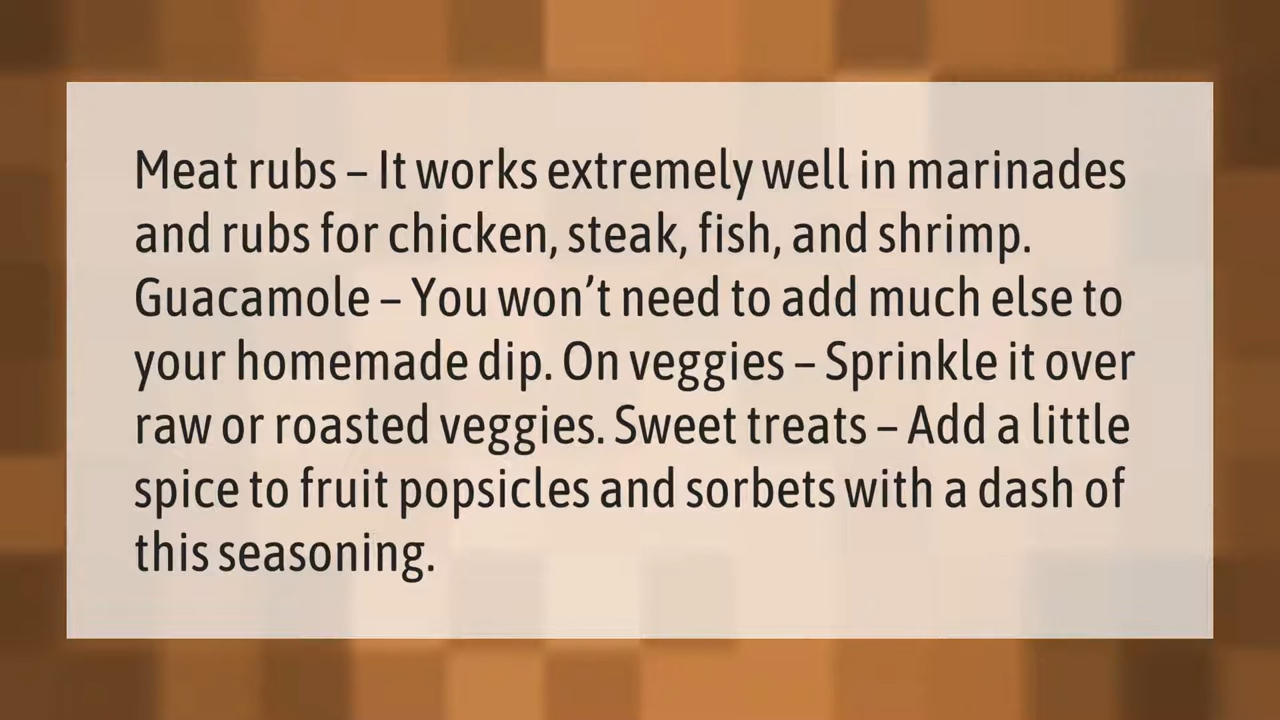 Meat rubs – It works extremely well in marinades
and rubs for chicken, steak, fish, and shrimp.
Guacamole – You won’t need to add much else to
your homemade dip. On veggies – Sprinkle it over
raw or roasted veggies. Sweet treats – Add a little
spice to fruit popsicles and sorbets with a dash of
this seasoning.